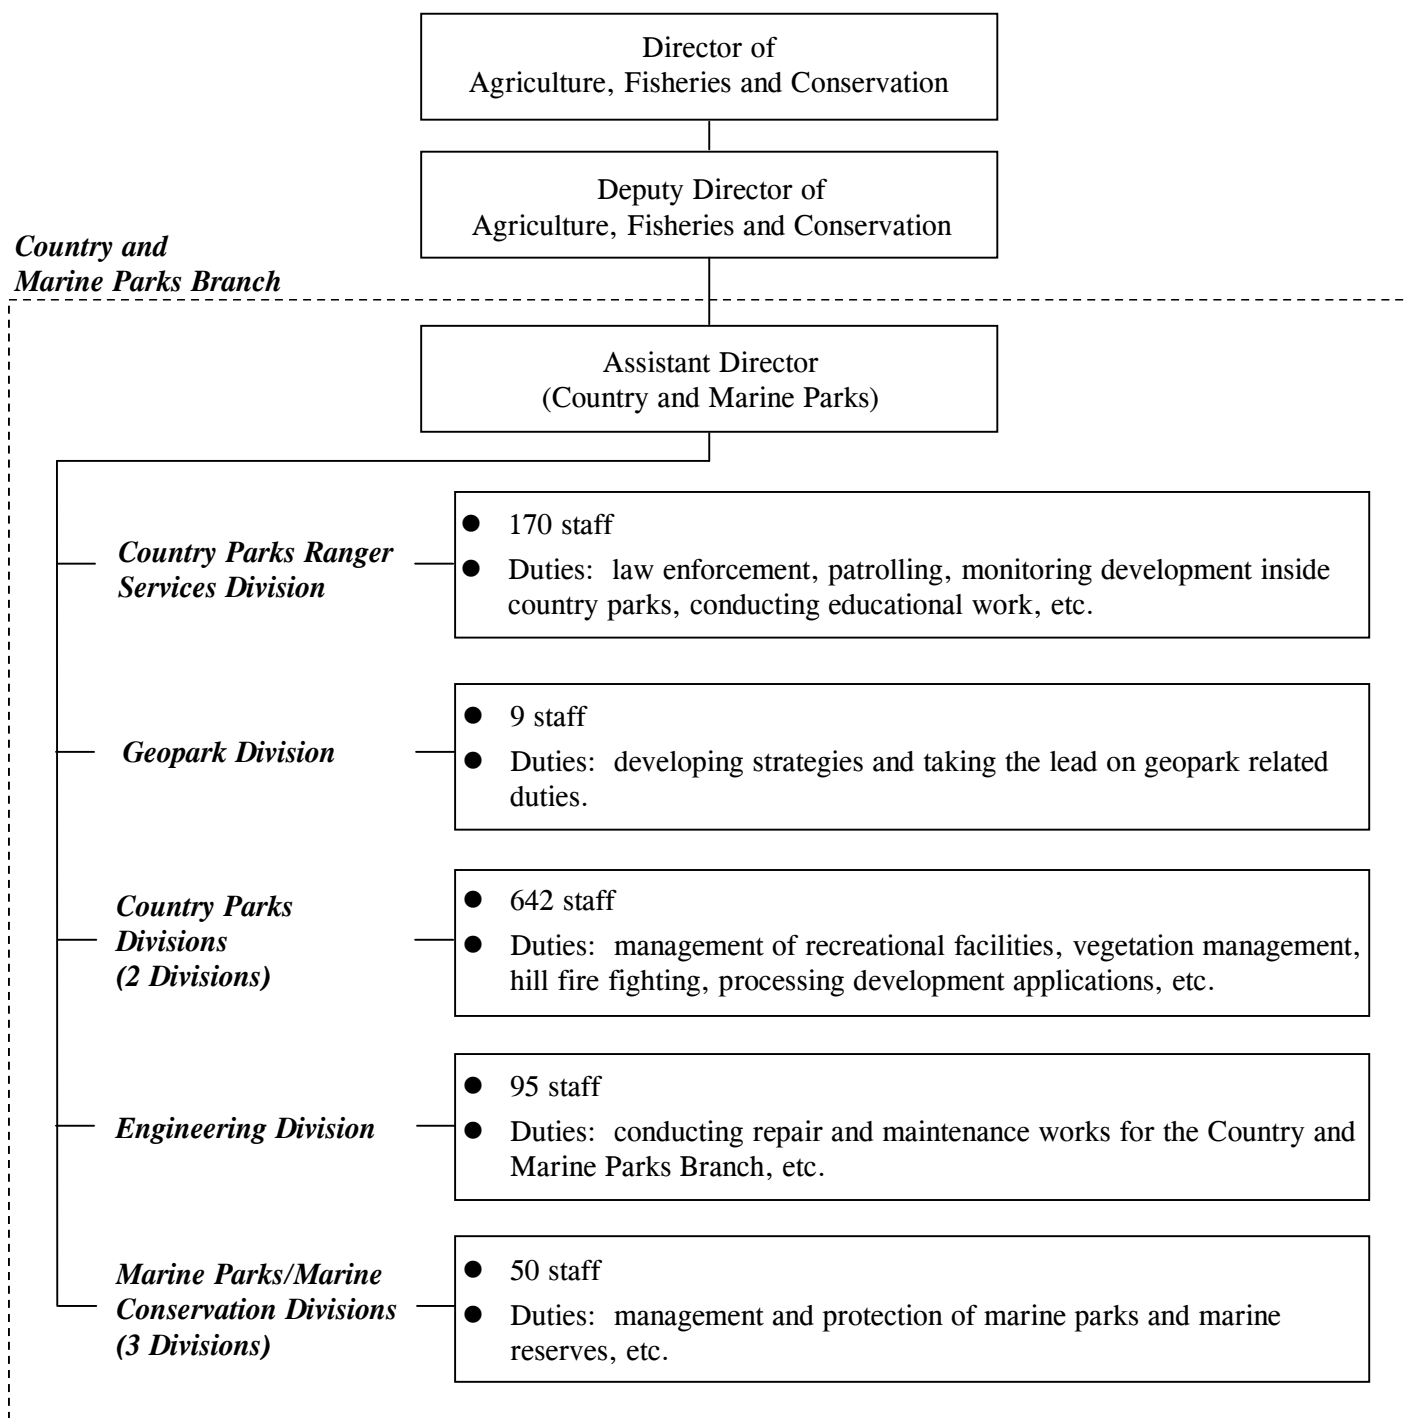 Director of
Agriculture, Fisheries and Conservation
Deputy Director of
Agriculture, Fisheries and Conservation
Country and
Marine Parks Branch
Assistant Director
(Country and Marine Parks)
Country Parks Ranger
Services Division
● 170 staff
● Duties: law enforcement, patrolling, monitoring development inside
country parks, conducting educational work, etc.
Geopark Division
● 9 staff
● Duties: developing strategies and taking the lead on geopark related
duties.
Country Parks
Divisions
(2 Divisions)
● 642 staff
● Duties: management of recreational facilities, vegetation management,
hill fire fighting, processing development applications, etc.
Engineering Division
● 95 staff
● Duties: conducting repair and maintenance works for the Country and
Marine Parks Branch, etc.
Marine Parks/Marine
Conservation Divisions
(3 Divisions)
● 50 staff
● Duties: management and protection of marine parks and marine
reserves, etc.